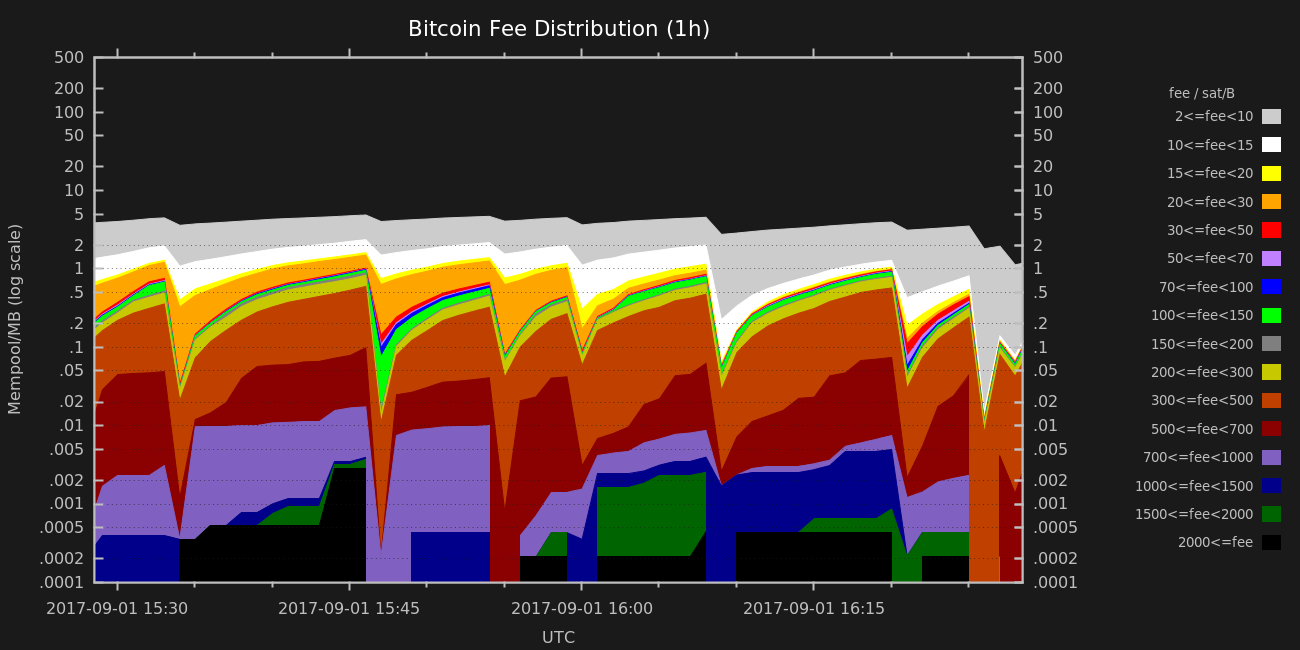 Bitcoin Fee Distribution (1h)
500
200
100
50
20
10
5
2
1
.5
.2
.1
.05
.02
.01
.005
.002
.001
.0005
.0002
.0001
Mempool/MB (log scale)
500
200
100
50
20
10
5
2
1
.5
.2
.1
.05
.02
.01
.005
.002
.001
.0005
.0002
.0001
2017-09-01 15:30 2017-09-01 15:45 2017-09-01 16:00 2017-09-01 16:15
UTC
fee / sat/B
2<=fee<10
10<=fee<15
15<=fee<20
20<=fee<30
30<=fee<50
50<=fee<70
70<=fee<100
100<=fee<150
150<=fee<200
200<=fee<300
300<=fee<500
500<=fee<700
700<=fee<1000
1000<=fee<1500
1500<=fee<2000
2000<=fee